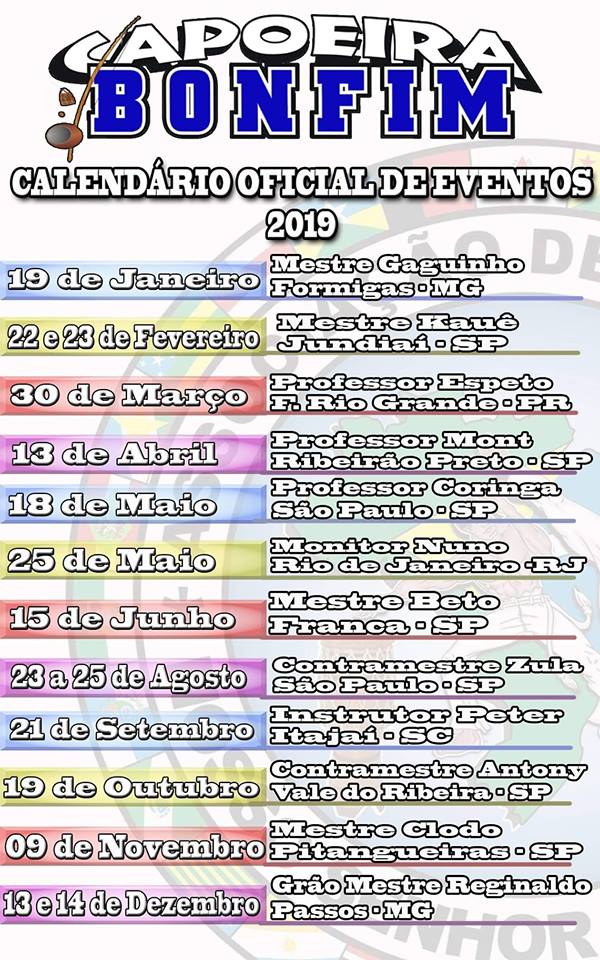 CAPOEIRA
BONFIM
CALENDÁRIO OFICIAL DE EVENTOS
2019
19 de Janeiro
Mestre Gaguinho
Formigas - MG
22 e 23 de Fevereiro
Mestre Kauê
Jundiaí - SP
30 de Março
Professor Espeto
F. Rio Grande - PR
13 de Abril
Professor Mont
Ribeirão Preto - SP
18 de Maio
Professor Coringa
São Paulo - SP
25 de Maio
Monitor Nuno
Rio de Janeiro -RJ
15 de Junho
Mestre Beto
Franca - SP
23 a 25 de Agosto
Contramestre Zula
São Paulo - SP
21 de Setembro
Instrutor Peter
Itajaí - SC
19 de Outubro
Contramestre Antony
Vale do Ribeira - SP
09 de Novembro
Mestre Clodo
Pitangueiras - SP
13 e 14 de Dezembro
Grão Mestre Reginaldo
Passos - MG